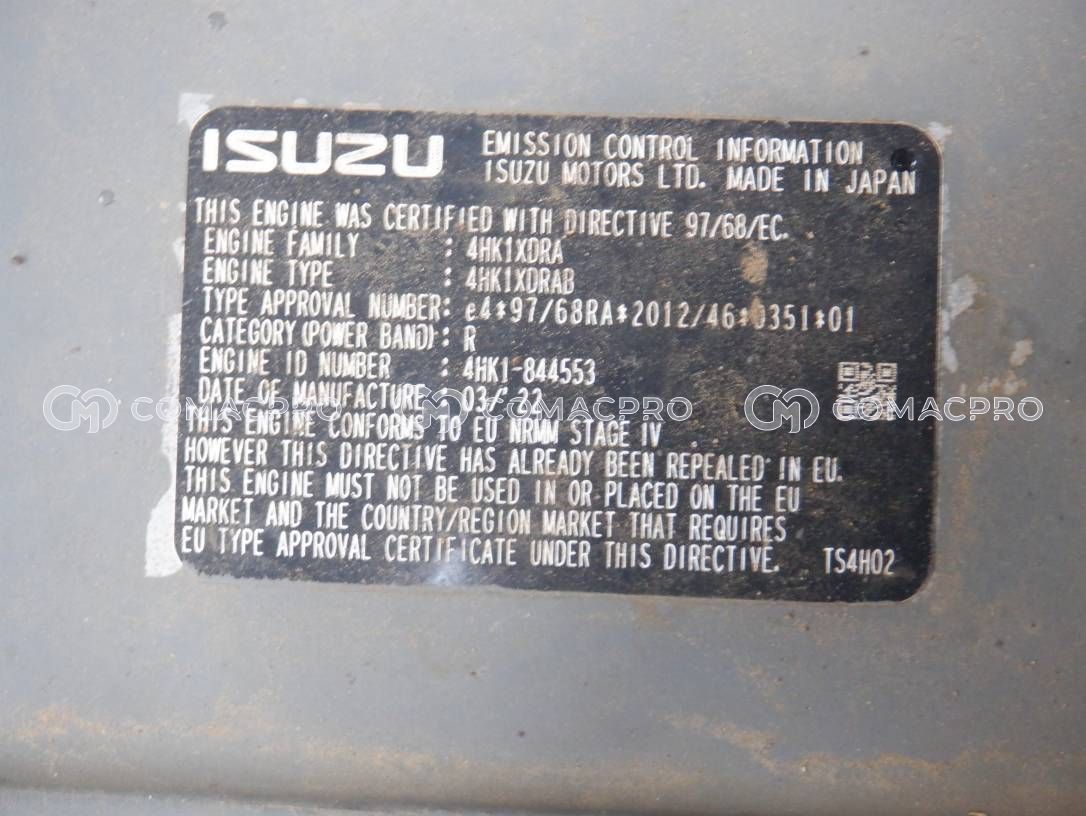 ISUZU
EMISSION CONTROL INFORMATION
ISUZU MOTORS LTD. MADE IN JAPAN
THIS ENGINE WAS CERTIFIED WITH DIRECTIVE 97/68/EC.
ENGINE FAMILY : 4HK1XDRA
ENGINE TYPE : 4HK1XDRAB
TYPE APPROVAL NUMBER: e4*97/68RA*2012/46*0351*01
CATEGORY(POWER BAND): R
ENGINE ID NUMBER : 4HK1-844553
DATE OF MANUFACTURE : 03/'22
COMACPRO COMACPRO COMACPRO
THIS ENGINE CONFORMS TO EU NRMM STAGE IV
HOWEVER THIS DIRECTIVE HAS ALREADY BEEN REPEALED IN EU.
THIS ENGINE MUST NOT BE USED IN OR PLACED ON THE EU
MARKET AND THE COUNTRY/REGION MARKET THAT REQUIRES
EU TYPE APPROVAL CERTIFICATE UNDER THIS DIRECTIVE. TS4H02